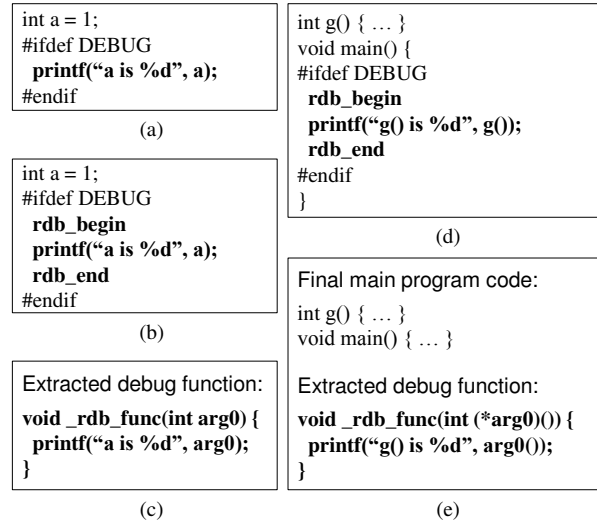 int a = 1;
#ifdef DEBUG
printf(“a is %d”, a);
#endif
(a)
int a = 1;
#ifdef DEBUG
rdb_begin
printf(“a is %d”, a);
rdb_end
#endif
(b)
Extracted debug function:
void _rdb_func(int arg0) {
printf(“a is %d”, arg0);
}
(c)
int g() { … }
void main() {
#ifdef DEBUG
rdb_begin
printf(“g() is %d”, g());
rdb_end
#endif
}
(d)
Final main program code:
int g() { … }
void main() { … }
Extracted debug function:
void _rdb_func(int (*arg0)()) {
printf(“g() is %d”, arg0());
}
(e)